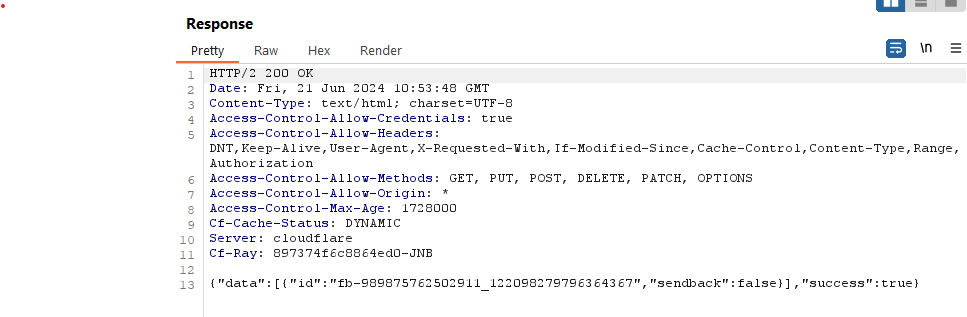 Response
Pretty Raw Hex Render \n
1 HTTP/2 200 OK
2 Date: Fri, 21 Jun 2024 10:53:48 GMT
3 Content-Type: text/html; charset=UTF-8
4 Access-Control-Allow-Credentials: true
5 Access-Control-Allow-Headers:
DNT,Keep-Alive,User-Agent,X-Requested-With,If-Modified-Since,Cache-Control,Content-Type,Range,
Authorization
6 Access-Control-Allow-Methods: GET, PUT, POST, DELETE, PATCH, OPTIONS
7 Access-Control-Allow-Origin: *
8 Access-Control-Max-Age: 1728000
9 Cf-Cache-Status: DYNAMIC
10 Server: cloudflare
11 Cf-Ray: 897374f6c8864ed0-JNB
12
13 {"data":[{"id":"fb-989875762502911_122098279796364367","sendback":false}],"success":true}